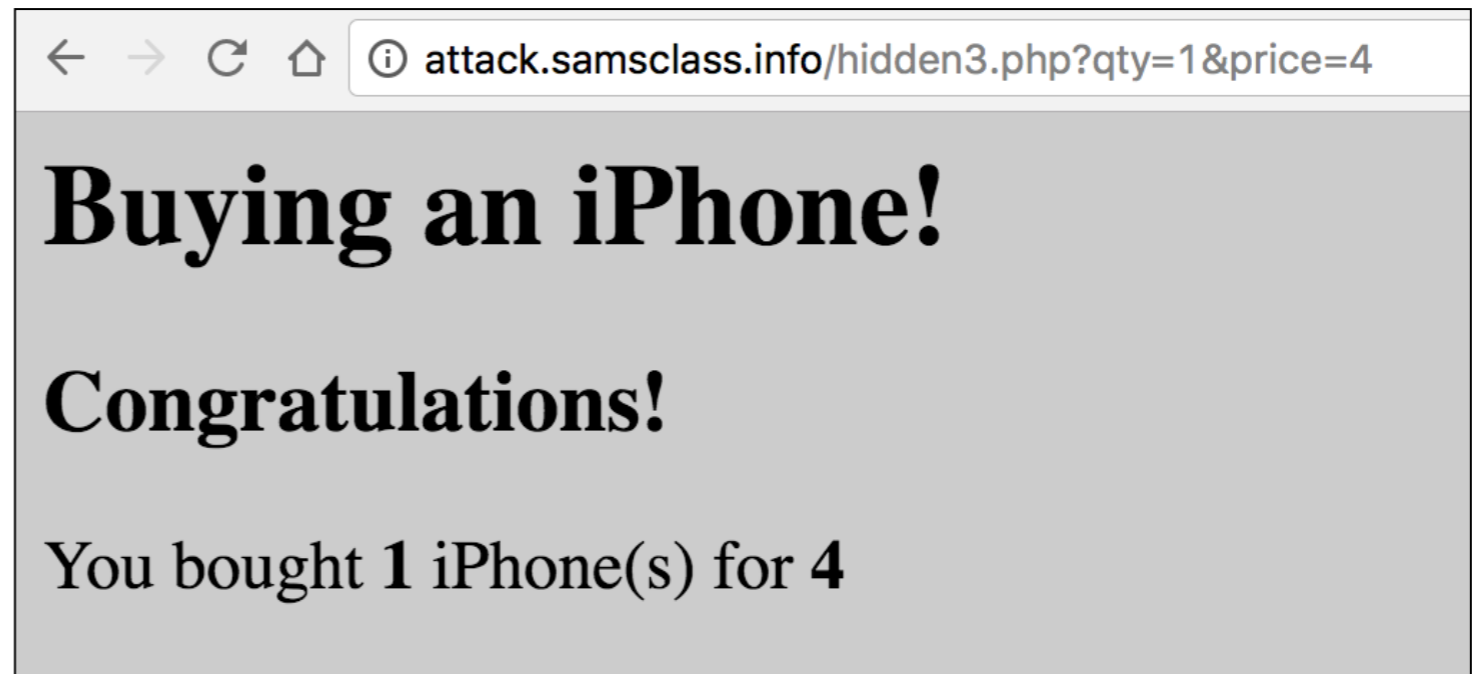 attack.samsclass.info/hidden3.php?qty=1&price=4
Buying an iPhone!
Congratulations!
You bought 1 iPhone(s) for 4